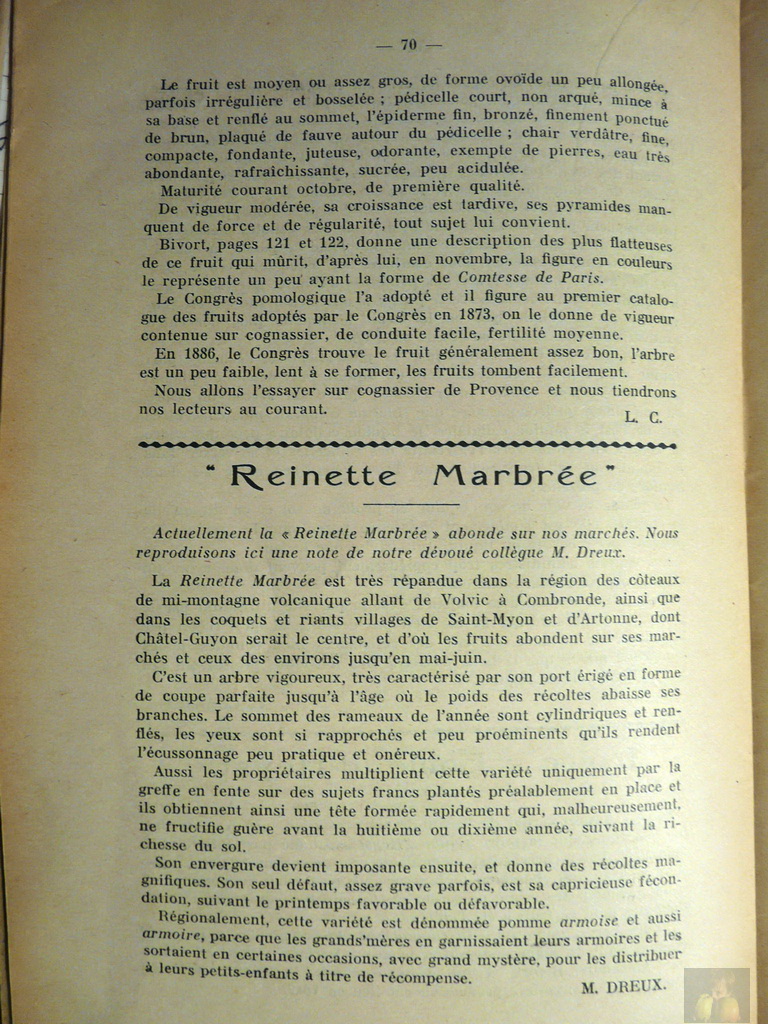 — 70 —
Le fruit est moyen ou assez gros, de forme ovoïde un peu allongée,
parfois irrégulière et bosselée ; pédicelle court, non arqué, mince à
sa base et renflé au sommet, l'épiderme fin, bronzé, finement ponctué
de brun, plaqué de fauve autour du pédicelle ; chair verdâtre, fine,
compacte, fondante, juteuse, odorante, exempte de pierres, eau très
abondante, rafraîchissante, sucrée, peu acidulée.
Maturité courant octobre, de première qualité.
De vigueur modérée, sa croissance est tardive, ses pyramides man-
quent de force et de régularité, tout sujet lui convient.
Bivort, pages 121 et 122, donne une description des plus flatteuses
de ce fruit qui mûrit, d'après lui, en novembre, la figure en couleurs
le représente un peu ayant la forme de Comtesse de Paris.
Le Congrès pomologique l'a adopté et il figure au premier catalo-
gue des fruits adoptés par le Congrès en 1873, on le donne de vigueur
contenue sur cognassier, de conduite facile, fertilité moyenne.
En 1886, le Congrès trouve le fruit généralement assez bon, l'arbre
est un peu faible, lent à se former, les fruits tombent facilement.
Nous allons l'essayer sur cognassier de Provence et nous tiendrons
nos lecteurs au courant.
L. C.
" Reinette Marbrée "
Actuellement la « Reinette Marbrée » abonde sur nos marchés. Nous
reproduisons ici une note de notre dévoué collègue M. Dreux.
La Reinette Marbrée est très répandue dans la région des côteaux
de mi-montagne volcanique allant de Volvic à Combronde, ainsi que
dans les coquets et riants villages de Saint-Myon et d'Artonne, dont
Châtel-Guyon serait le centre, et d'où les fruits abondent sur ses mar-
chés et ceux des environs jusqu'en mai-juin.
C'est un arbre vigoureux, très caractérisé par son port érigé en forme
de coupe parfaite jusqu'à l'âge où le poids des récoltes abaisse ses
branches. Le sommet des rameaux de l'année sont cylindriques et ren-
flés, les yeux sont si rapprochés et peu proéminents qu'ils rendent
l'écussonnage peu pratique et onéreux.
Aussi les propriétaires multiplient cette variété uniquement par la
greffe en fente sur des sujets francs plantés préalablement en place et
ils obtiennent ainsi une tête formée rapidement qui, malheureusement,
ne fructifie guère avant la huitième ou dixième année, suivant la ri-
chesse du sol.
Son envergure devient imposante ensuite, et donne des récoltes ma-
gnifiques. Son seul défaut, assez grave parfois, est sa capricieuse fécon-
dation, suivant le printemps favorable ou défavorable.
Régionalement, cette variété est dénommée pomme armoise et aussi
armoire, parce que les grands'mères en garnissaient leurs armoires et les
sortaient en certaines occasions, avec grand mystère, pour les distribuer
à leurs petits-enfants à titre de récompense.
M. DREUX.